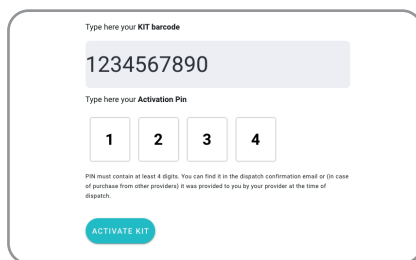 Type here your KIT barcode
1234567890
Type here your Activation Pin
1 2 3 4
PIN must contain at least 4 digits. You can find it in the dispatch confirmation email or (in case
of purchase from other providers) it was provided to you by your provider at the time of
dispatch.
ACTIVATE KIT